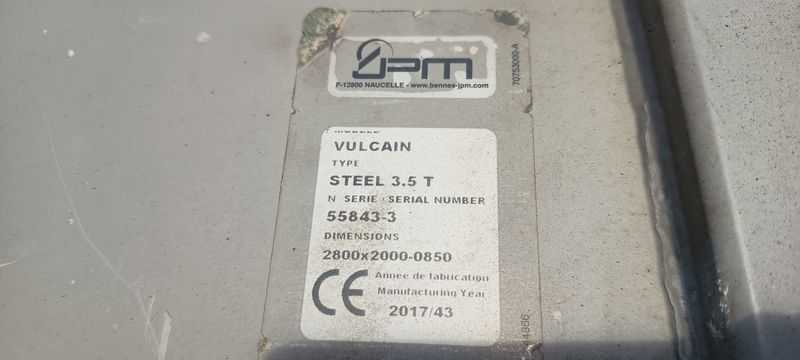 JPM
F-12800 NAUCELLE - www.bennes-jpm.com
70753000-A
MODELE
VULCAIN
TYPE
STEEL 3.5 T
N SERIE / SERIAL NUMBER
55843-3
DIMENSIONS
2800x2000-0850
CE
Annee de fabrication
Manufacturing Year
2017/43